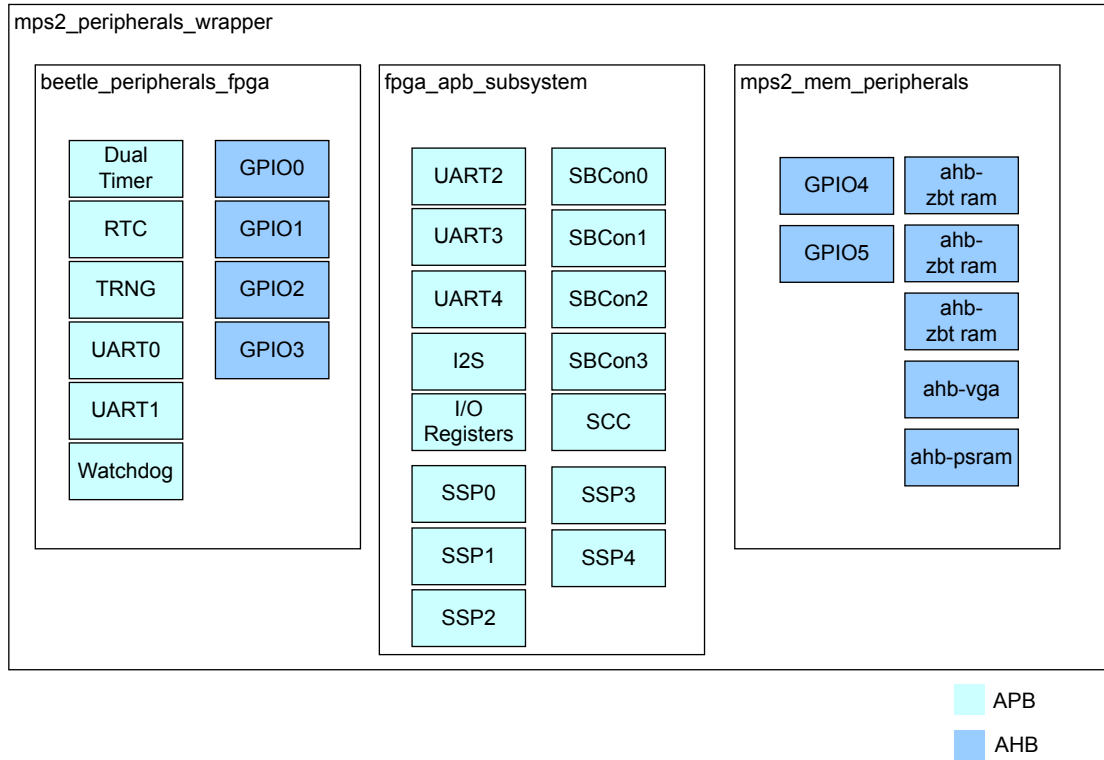 mps2_peripherals_wrapper
beetle_peripherals_fpga
Dual
Timer
RTC
TRNG
UART0
UART1
Watchdog
GPIO0
GPIO1
GPIO2
GPIO3
fpga_apb_subsystem
UART2
UART3
UART4
I2S
I/O
Registers
SSP0
SSP1
SSP2
SBCon0
SBCon1
SBCon2
SBCon3
SCC
SSP3
SSP4
mps2_mem_peripherals
GPIO4
GPIO5
ahb-
zbt ram
ahb-
zbt ram
ahb-
zbt ram
ahb-vga
ahb-psram
APB
AHB